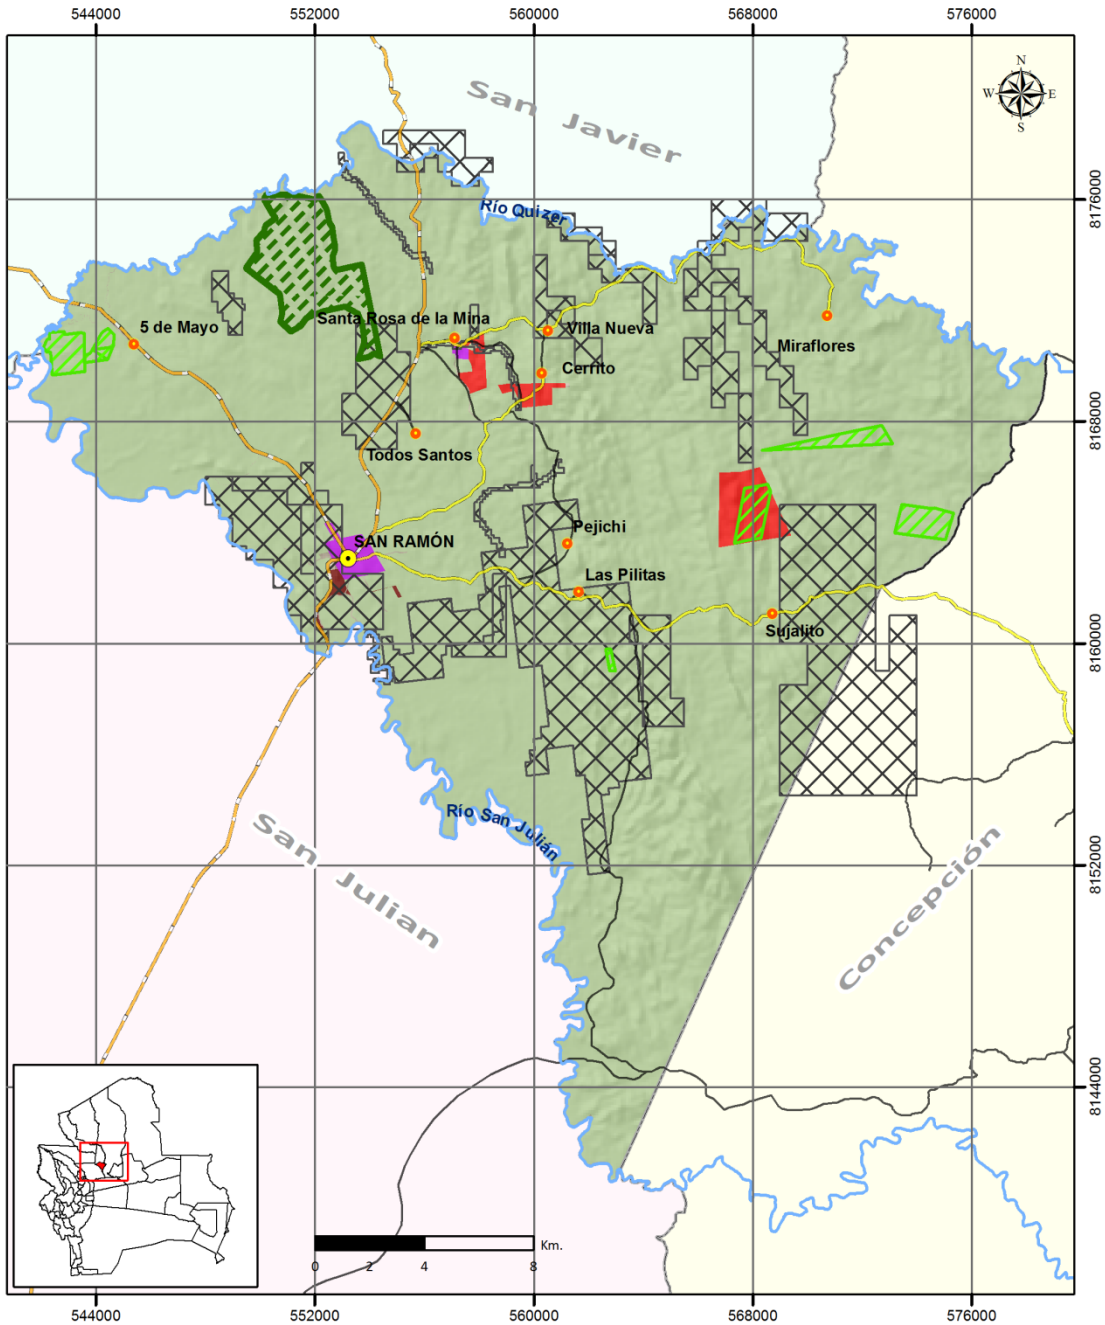 544000 552000 560000 568000 576000
N
W E
S
San Javier
8176000
Río Quizer
5 de Mayo
Santa Rosa de la Mina
Villa Nueva
Miraflores
Cerrito
8168000
Todos Santos
Pejichi
SAN RAMÓN
Las Pilitas
Sujalito
8160000
Río San Julián
San Julian
Concepción
8152000
8144000
Km.
0 2 4 8
544000 552000 560000 568000 576000